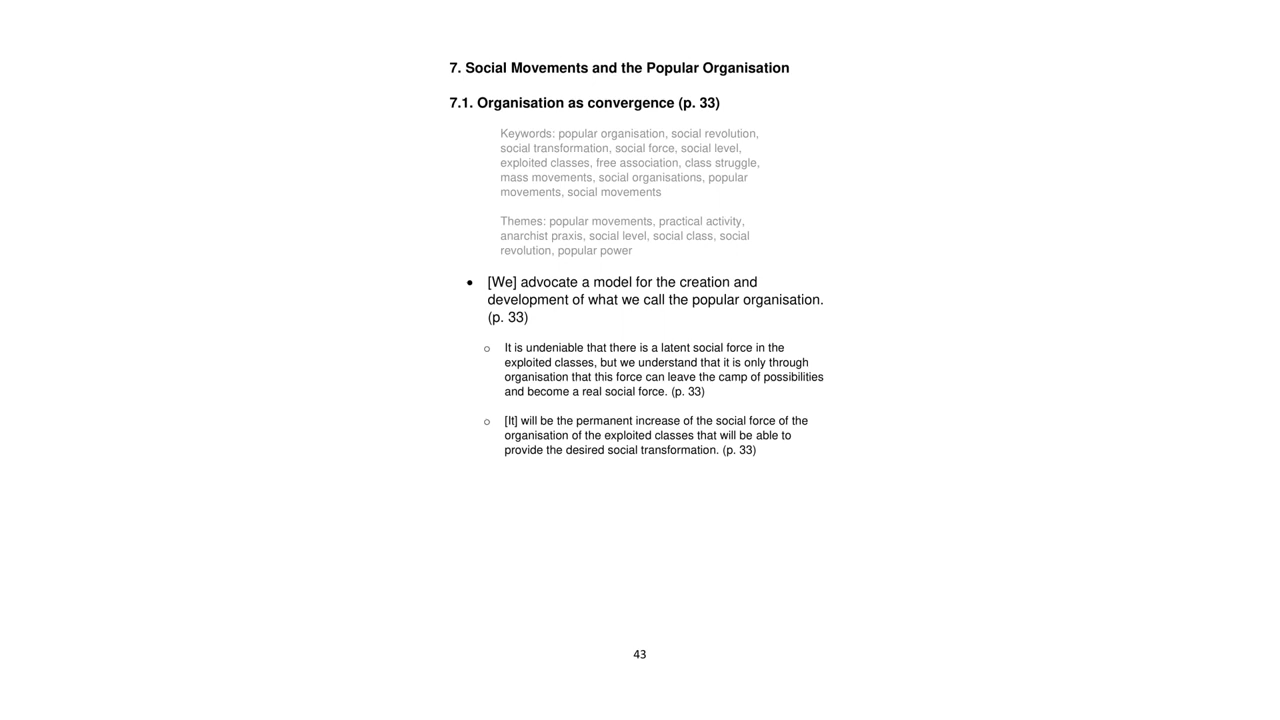 7. Social Movements and the Popular Organisation
7.1. Organisation as convergence (p. 33)
Keywords: popular organisation, social revolution,
social transformation, social force, social level,
exploited classes, free association, class struggle,
mass movements, social organisations, popular
movements, social movements
Themes: popular movements, practical activity,
anarchist praxis, social level, social class, social
revolution, popular power
• [We] advocate a model for the creation and
development of what we call the popular organisation.
(p. 33)
o It is undeniable that there is a latent social force in the
exploited classes, but we understand that it is only through
organisation that this force can leave the camp of possibilities
and become a real social force. (p. 33)
o [It] will be the permanent increase of the social force of the
organisation of the exploited classes that will be able to
provide the desired social transformation. (p. 33)
43